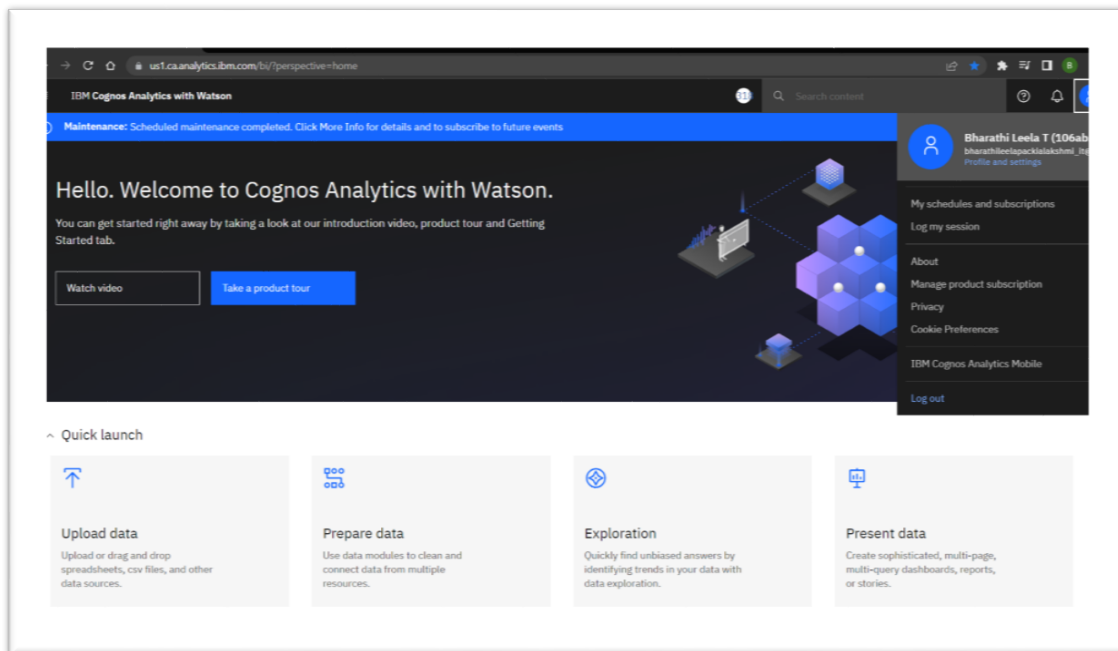 us1.ca.analytics.ibm.com/bi/?perspective=home
B
IBM Cognos Analytics with Watson
Search content
Maintenance: Scheduled maintenance completed. Click More Info for details and to subscribe to future events
Bharathi Leela T (106ab
Profile and settings
Hello. Welcome to Cognos Analytics with Watson.
You can get started right away by taking a look at our introduction video, product tour and Getting
Started tab.
Watch video
Take a product tour
My schedules and subscriptions
Log my session
About
Manage product subscription
Privacy
Cookie Preferences
IBM Cognos Analytics Mobile
Log out
Quick launch
Upload data
Upload or drag and drop
spreadsheets, csv files, and other
data sources.
Prepare data
Use data modules to clean and
connect data from multiple
resources.
Exploration
Quickly find unbiased answers by
identifying trends in your data with
data exploration.
Present data
Create sophisticated, multi-page,
multi-query dashboards, reports,
or stories.